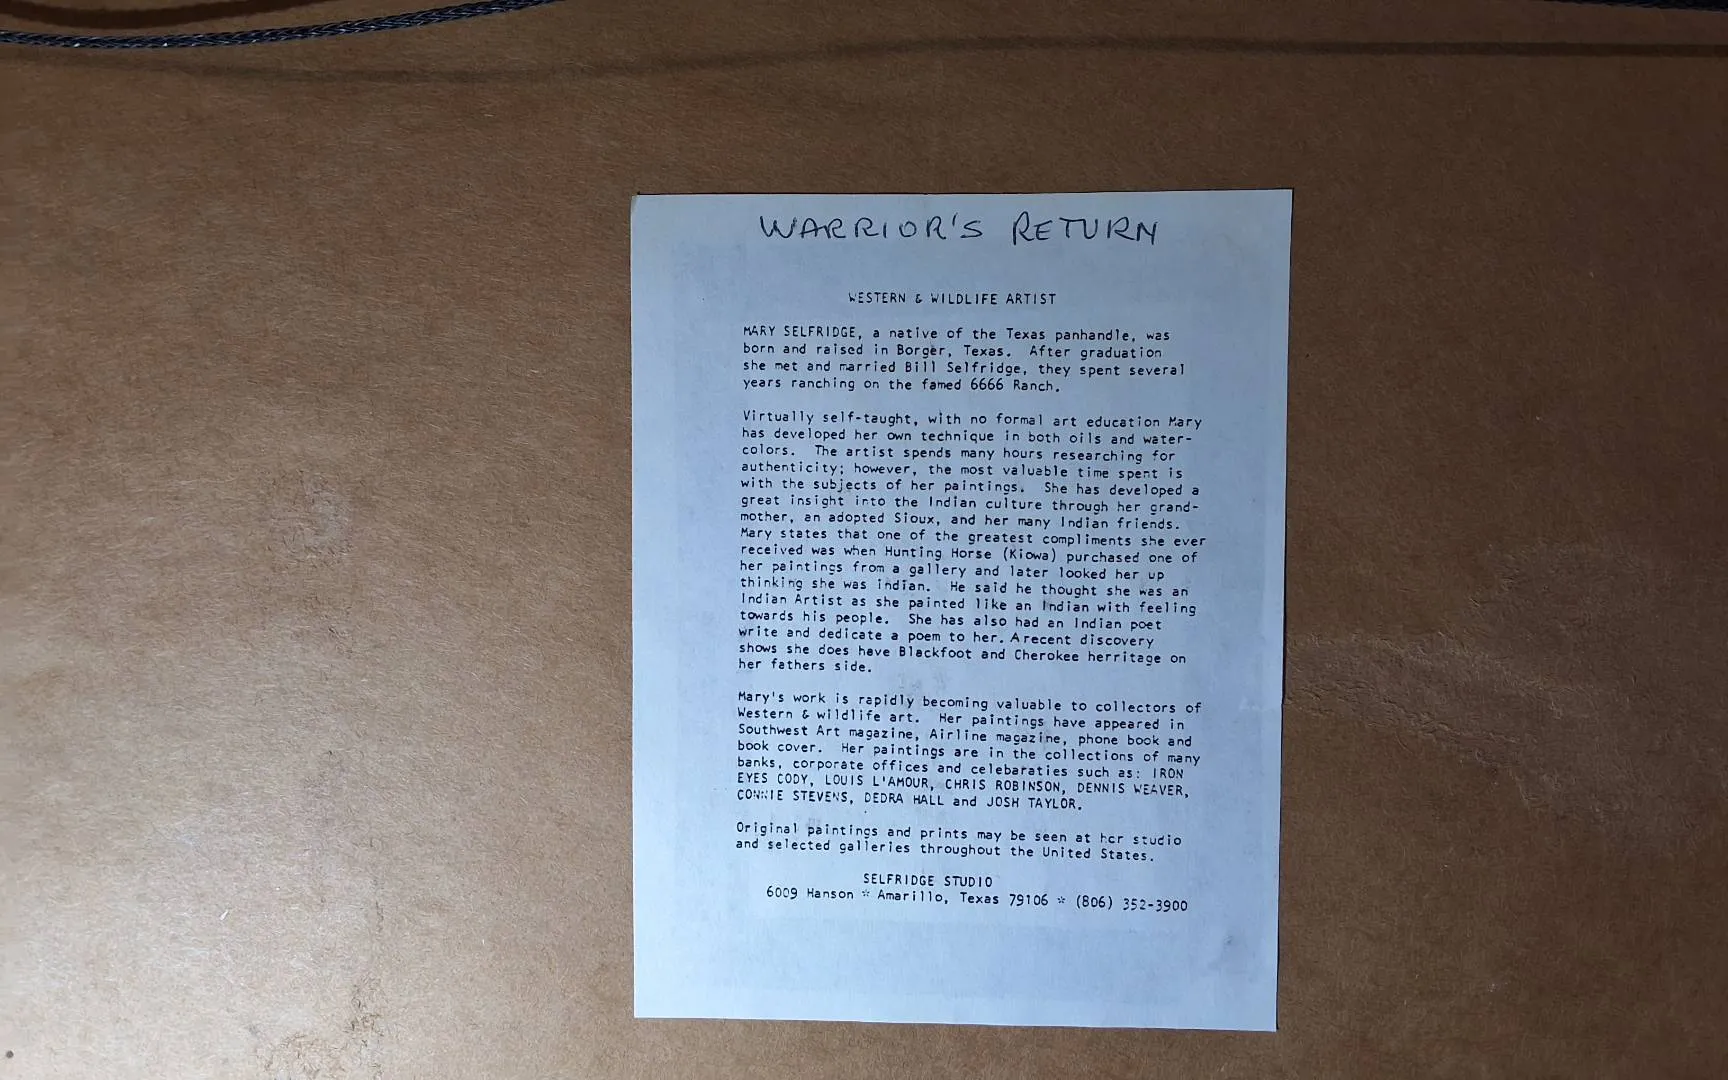 WARRIOR'S RETURN
WESTERN & WILDLIFE ARTIST
MARY SELFRIDGE, a native of the Texas panhandle, was
born and raised in Borger, Texas. After graduation
she met and married Bill Selfridge, they spent several
years ranching on the famed 6666 Ranch.
Virtually self-taught, with no formal art education Mary
has developed her own technique in both oils and water-
colors. The artist spends many hours researching for
authenticity; however, the most valuable time spent is
with the subjects of her paintings. She has developed a
great insight into the Indian culture through her grand-
mother, an adopted Sioux, and her many Indian friends.
Mary states that one of the greatest compliments she ever
received was when Hunting Horse (Kiowa) purchased one of
her paintings from a gallery and later looked her up
thinking she was indian. He said he thought she was an
Indian Artist as she painted like an Indian with feeling
towards his people. She has also had an Indian poet
write and dedicate a poem to her. A recent discovery
shows she does have Blackfoot and Cherokee herritage on
her fathers side.
Mary's work is rapidly becoming valuable to collectors of
Western & wildlife art. Her paintings have appeared in
Southwest Art magazine, Airline magazine, phone book and
book cover. Her paintings are in the collections of many
banks, corporate offices and celebaraties such as: IRON
EYES CODY, LOUIS L'AMOUR, CHRIS ROBINSON, DENNIS WEAVER,
CONNIE STEVENS, DEDRA HALL and JOSH TAYLOR.
Original paintings and prints may be seen at her studio
and selected galleries throughout the United States.
SELFRIDGE STUDIO
6009 Hanson * Amarillo, Texas 79106 * (806) 352-3900